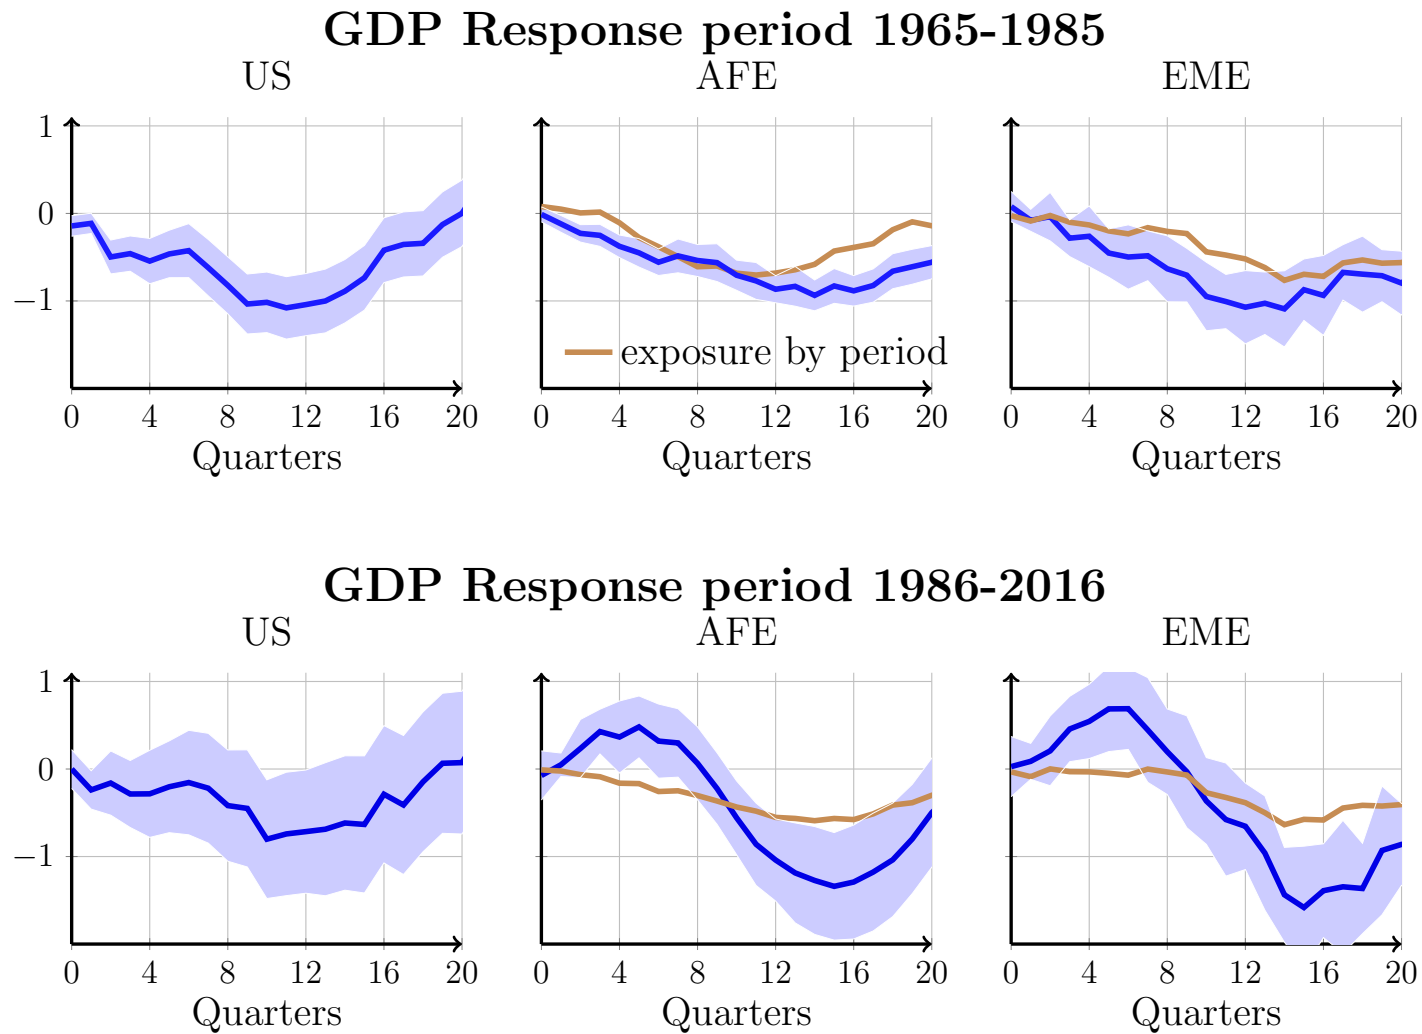 GDP Response period 1965-1985
US AFE EME
1
0
−1
exposure by period
0 4 8 12 16 20 0 4 8 12 16 20 0 4 8 12 16 20
Quarters Quarters Quarters
GDP Response period 1986-2016
US AFE EME
1
0
−1
0 4 8 12 16 20 0 4 8 12 16 20 0 4 8 12 16 20
Quarters Quarters Quarters